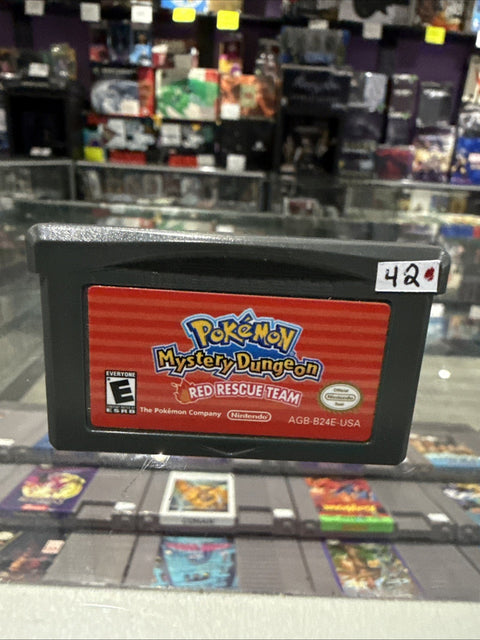 42
POKéMON
Mystery Dungeon
RED RESCUE TEAM
EVERYONE
E
ESRB
The Pokémon Company
Nintendo
Official
Nintendo
Seal
AGB-B24E-USA